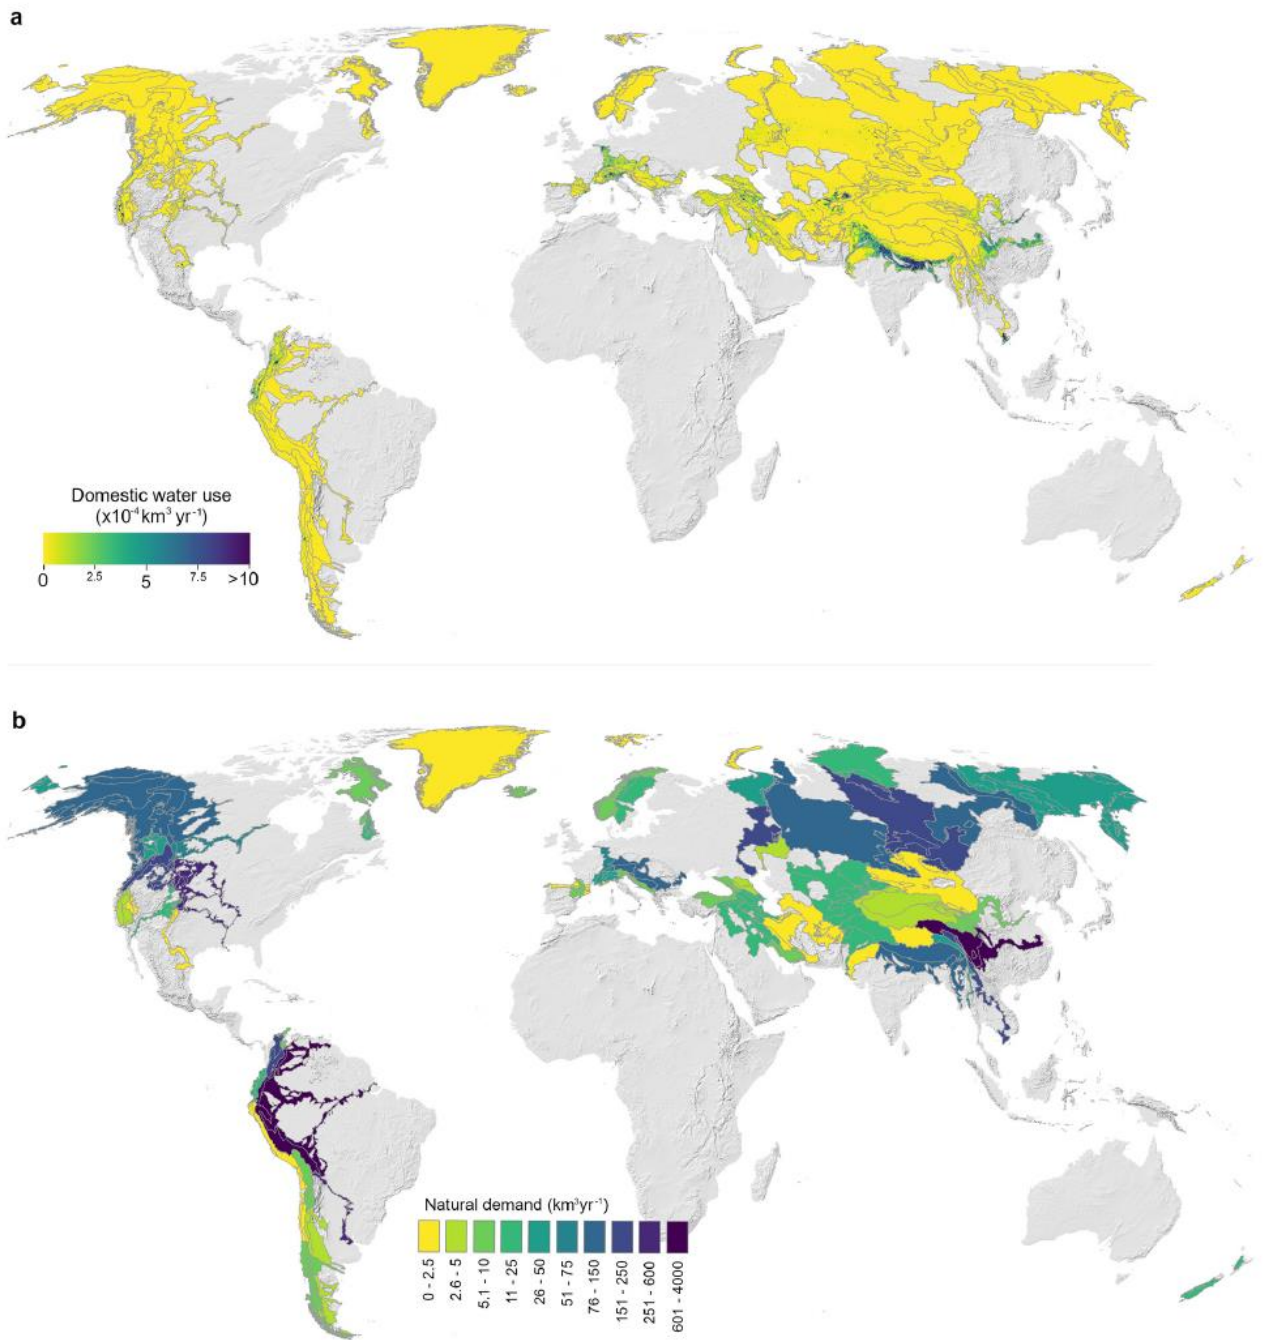 a
Domestic water use
(x10⁻⁴ km³ yr⁻¹)
0 2.5 5 7.5 >10
b
Natural demand (km³yr⁻¹)
0 - 2.5
2.6 - 5
5.1 - 10
11 - 25
26 - 50
51 - 75
76 - 150
151 - 250
251 - 600
601 - 4000